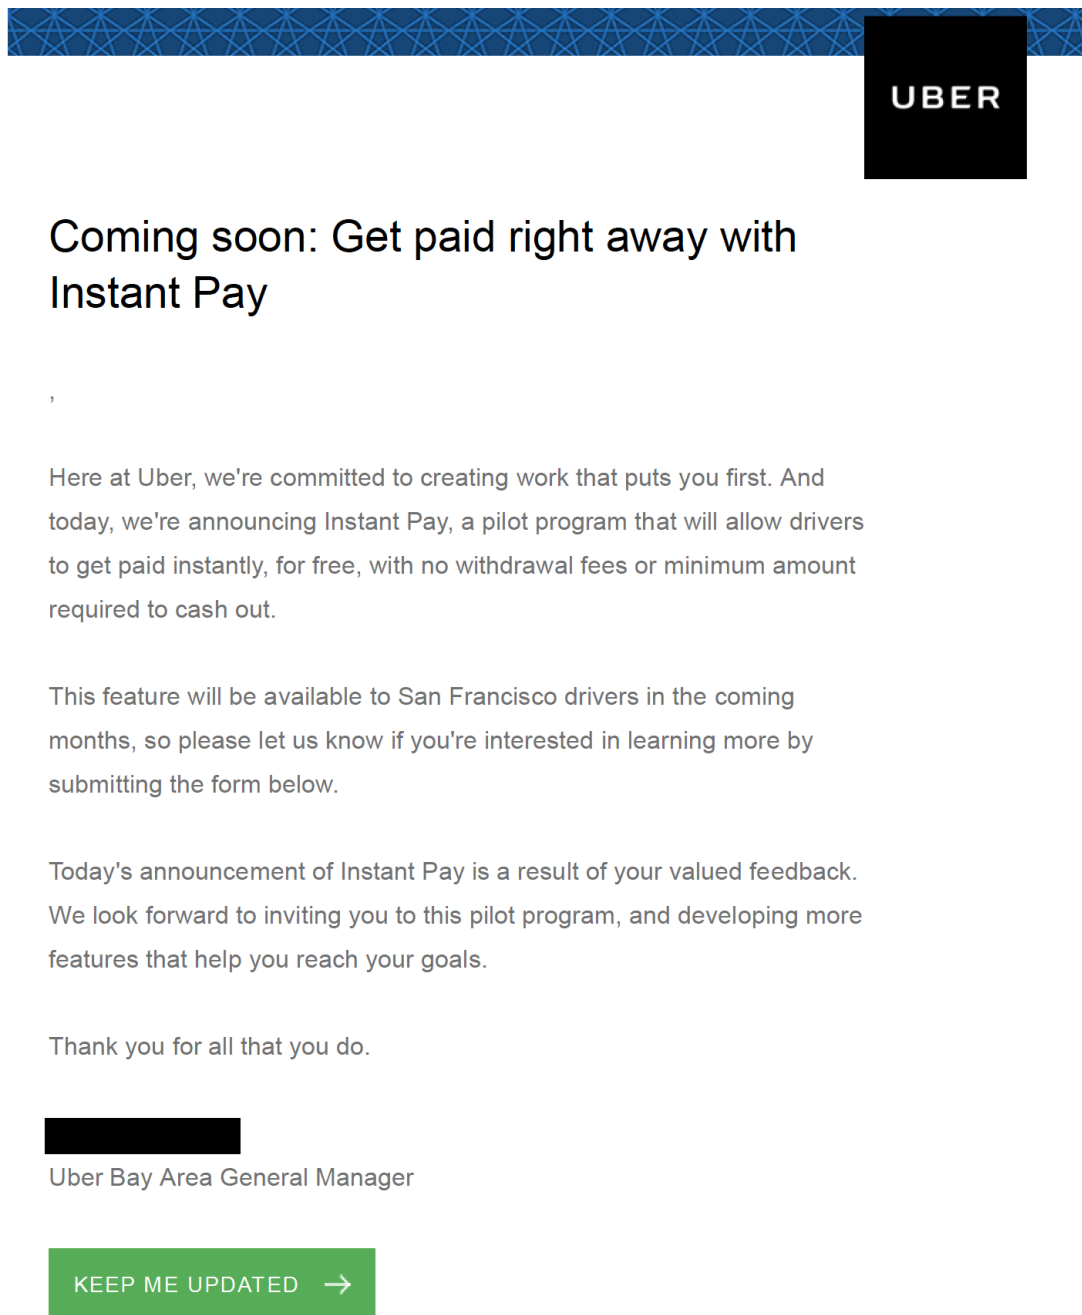 UBER
Coming soon: Get paid right away with
Instant Pay
,
Here at Uber, we're committed to creating work that puts you first. And
today, we're announcing Instant Pay, a pilot program that will allow drivers
to get paid instantly, for free, with no withdrawal fees or minimum amount
required to cash out.
This feature will be available to San Francisco drivers in the coming
months, so please let us know if you're interested in learning more by
submitting the form below.
Today's announcement of Instant Pay is a result of your valued feedback.
We look forward to inviting you to this pilot program, and developing more
features that help you reach your goals.
Thank you for all that you do.
Uber Bay Area General Manager
KEEP ME UPDATED →